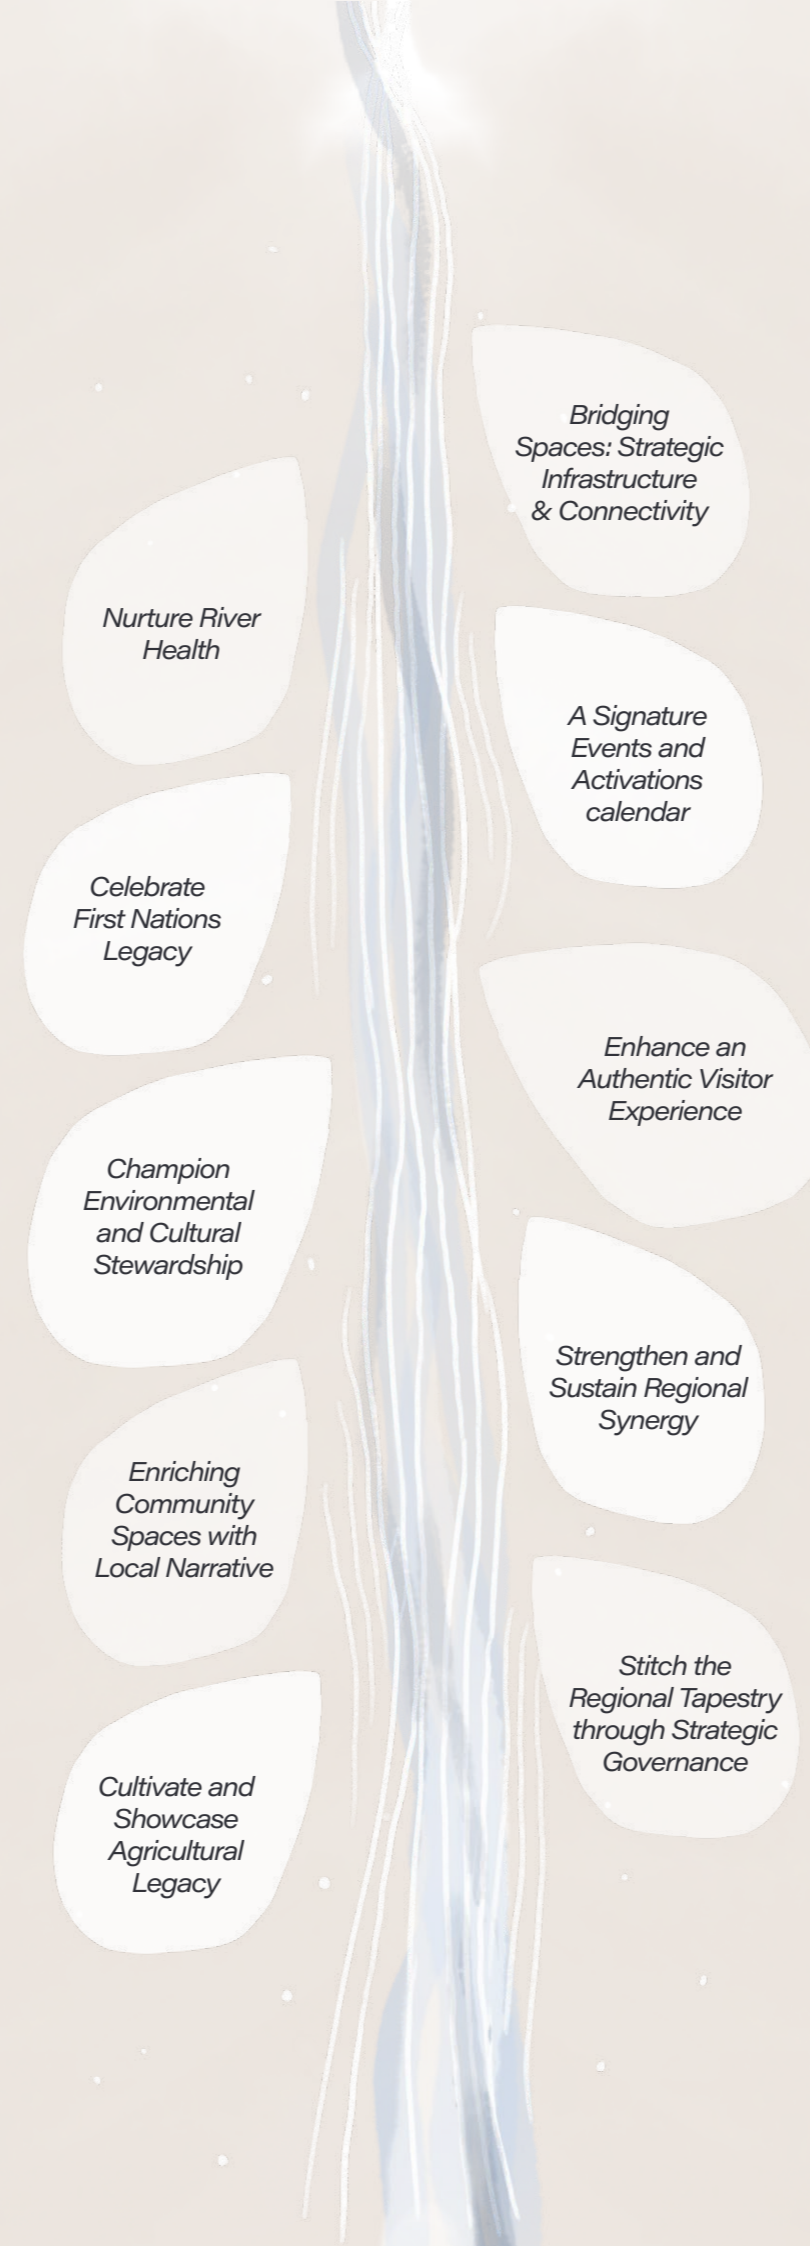 Bridging
Spaces: Strategic
Infrastructure
& Connectivity
Nurture River
Health
A Signature
Events and
Activations
calendar
Celebrate
First Nations
Legacy
Enhance an
Authentic Visitor
Experience
Champion
Environmental
and Cultural
Stewardship
Strengthen and
Sustain Regional
Synergy
Enriching
Community
Spaces with
Local Narrative
Stitch the
Regional Tapestry
through Strategic
Governance
Cultivate and
Showcase
Agricultural
Legacy